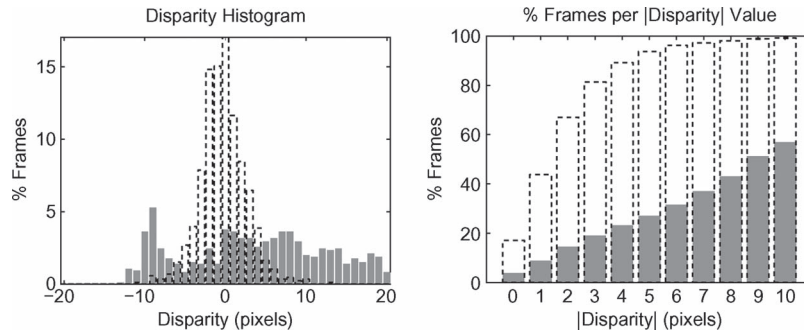 Disparity Histogram
15
10
5
0
% Frames
−20 −10 0 10 20
Disparity (pixels)
% Frames per |Disparity| Value
100
80
60
40
20
0
% Frames
0 1 2 3 4 5 6 7 8 9 10
|Disparity| (pixels)